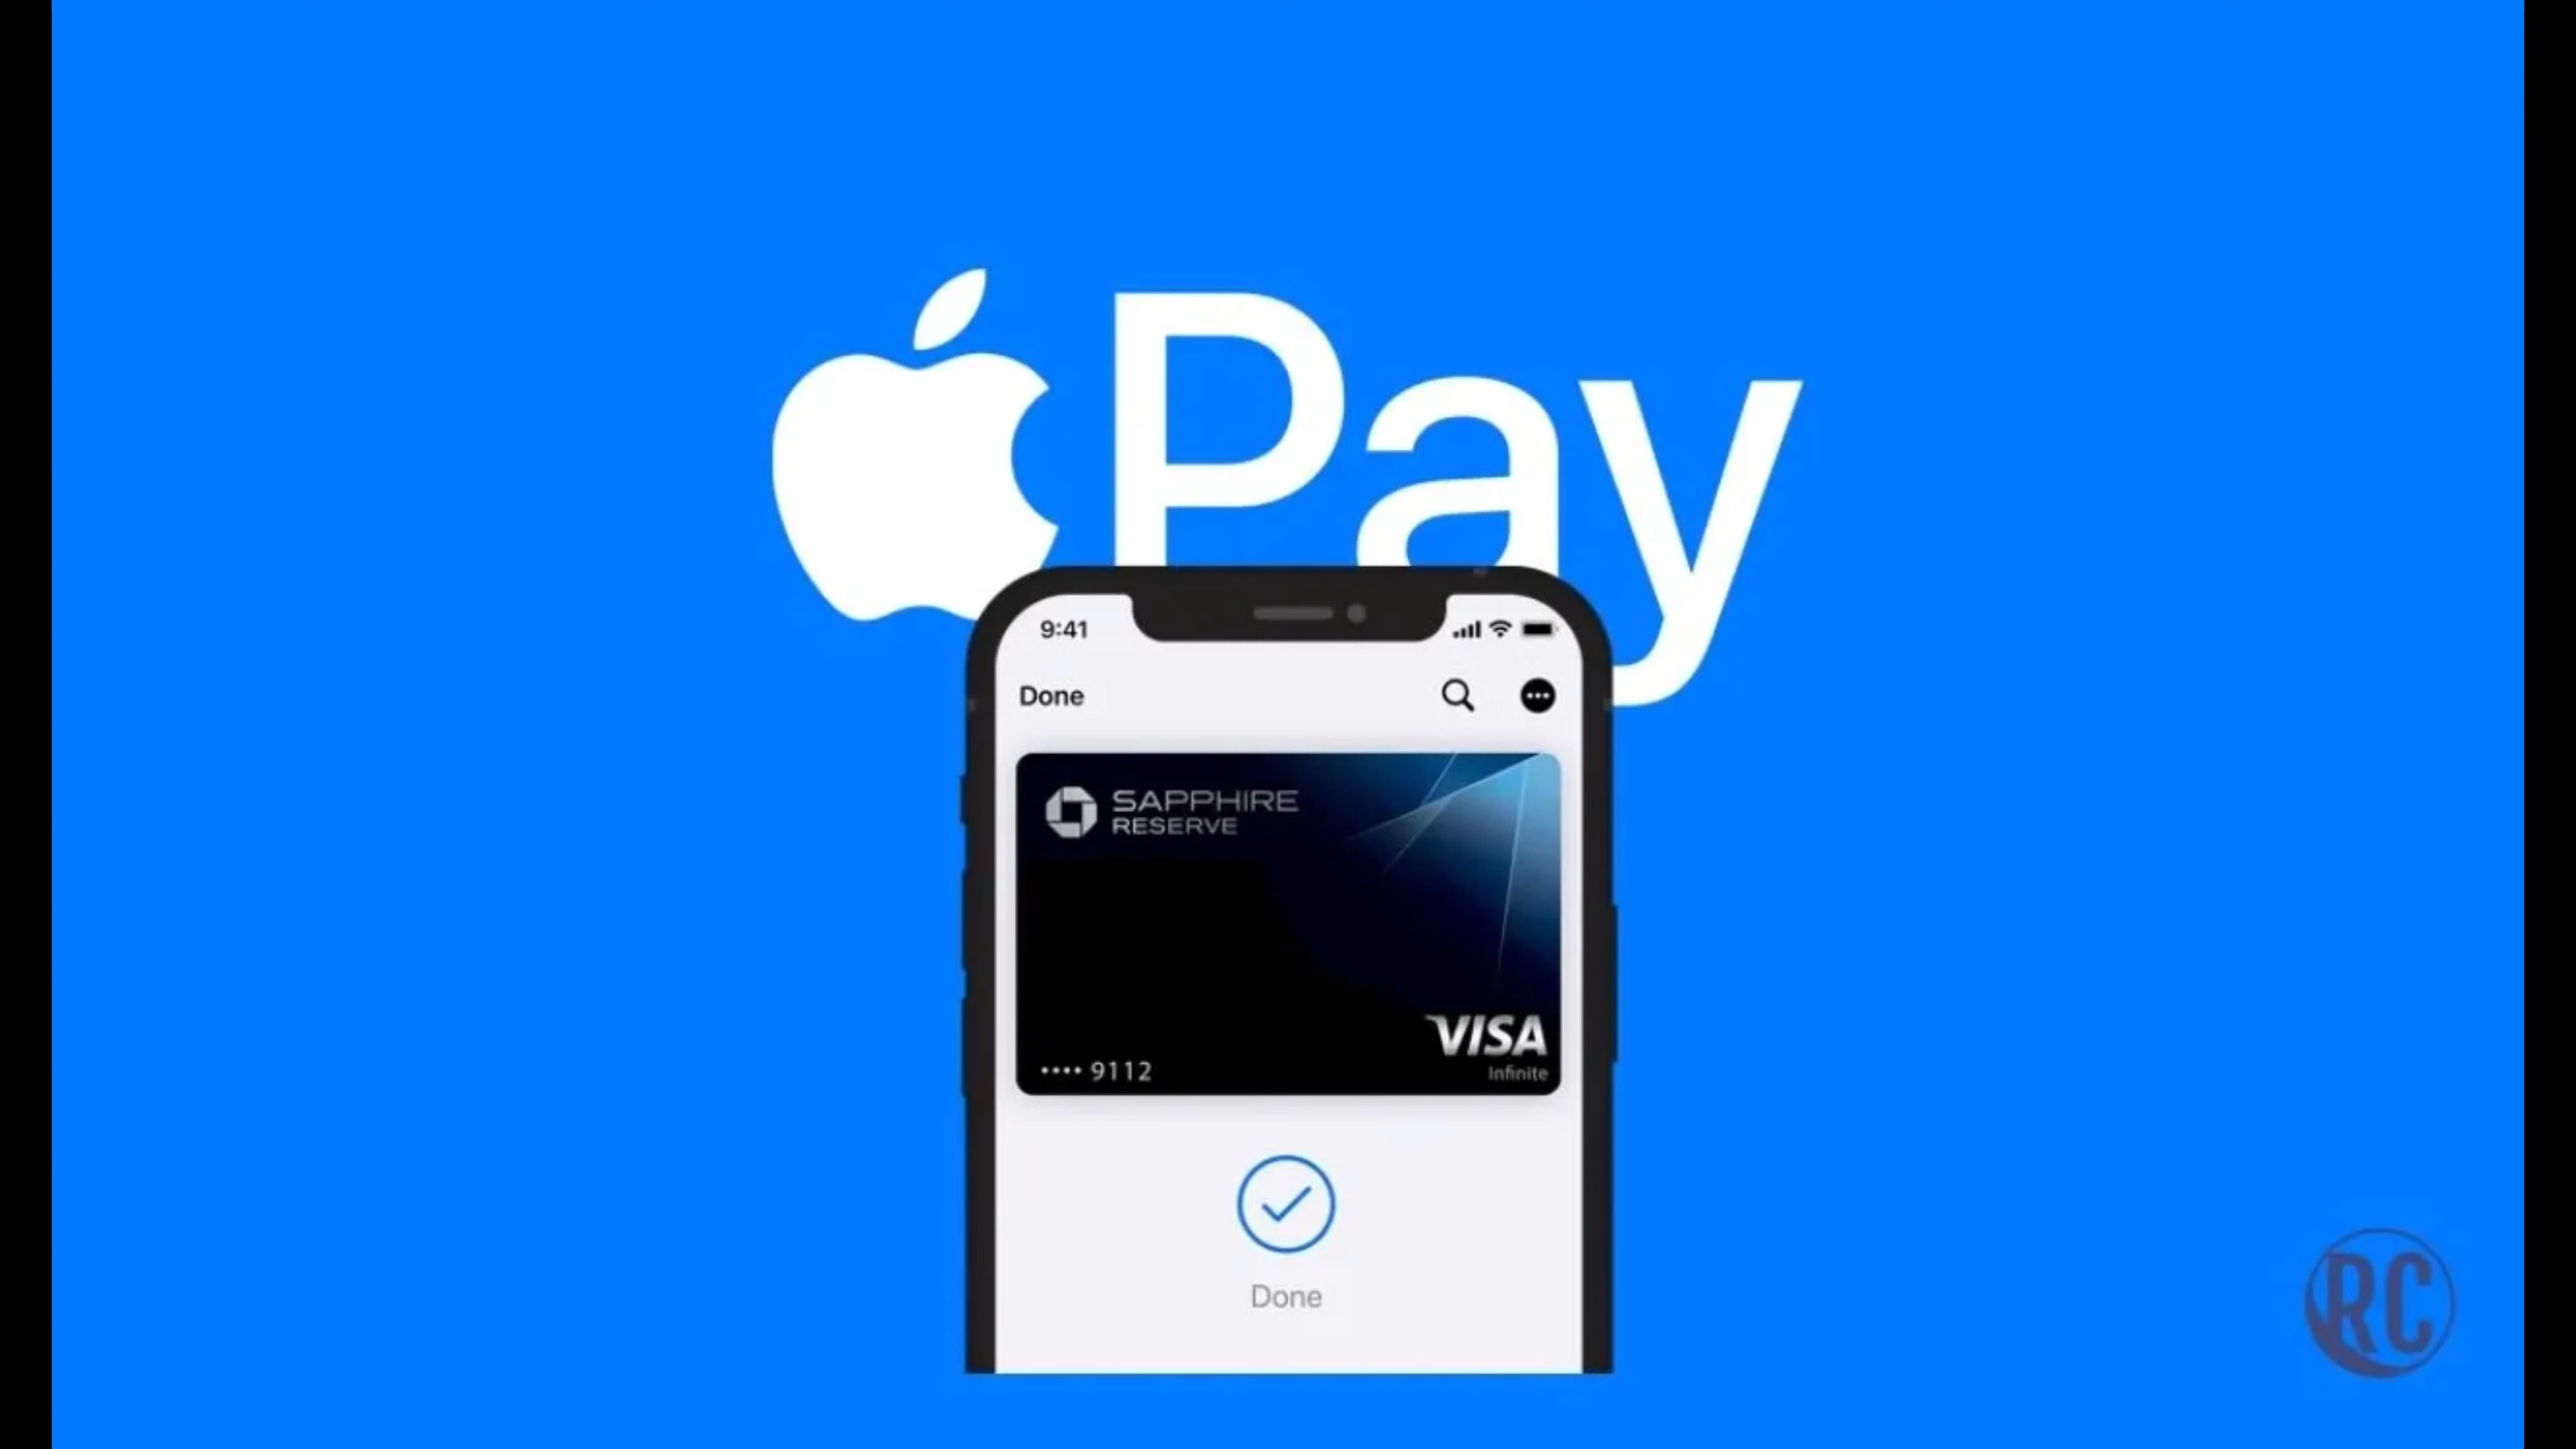 Pay
9:41
Done
SAPPHIRE
RESERVE
VISA
•••• 9112
Infinite
Done
RC